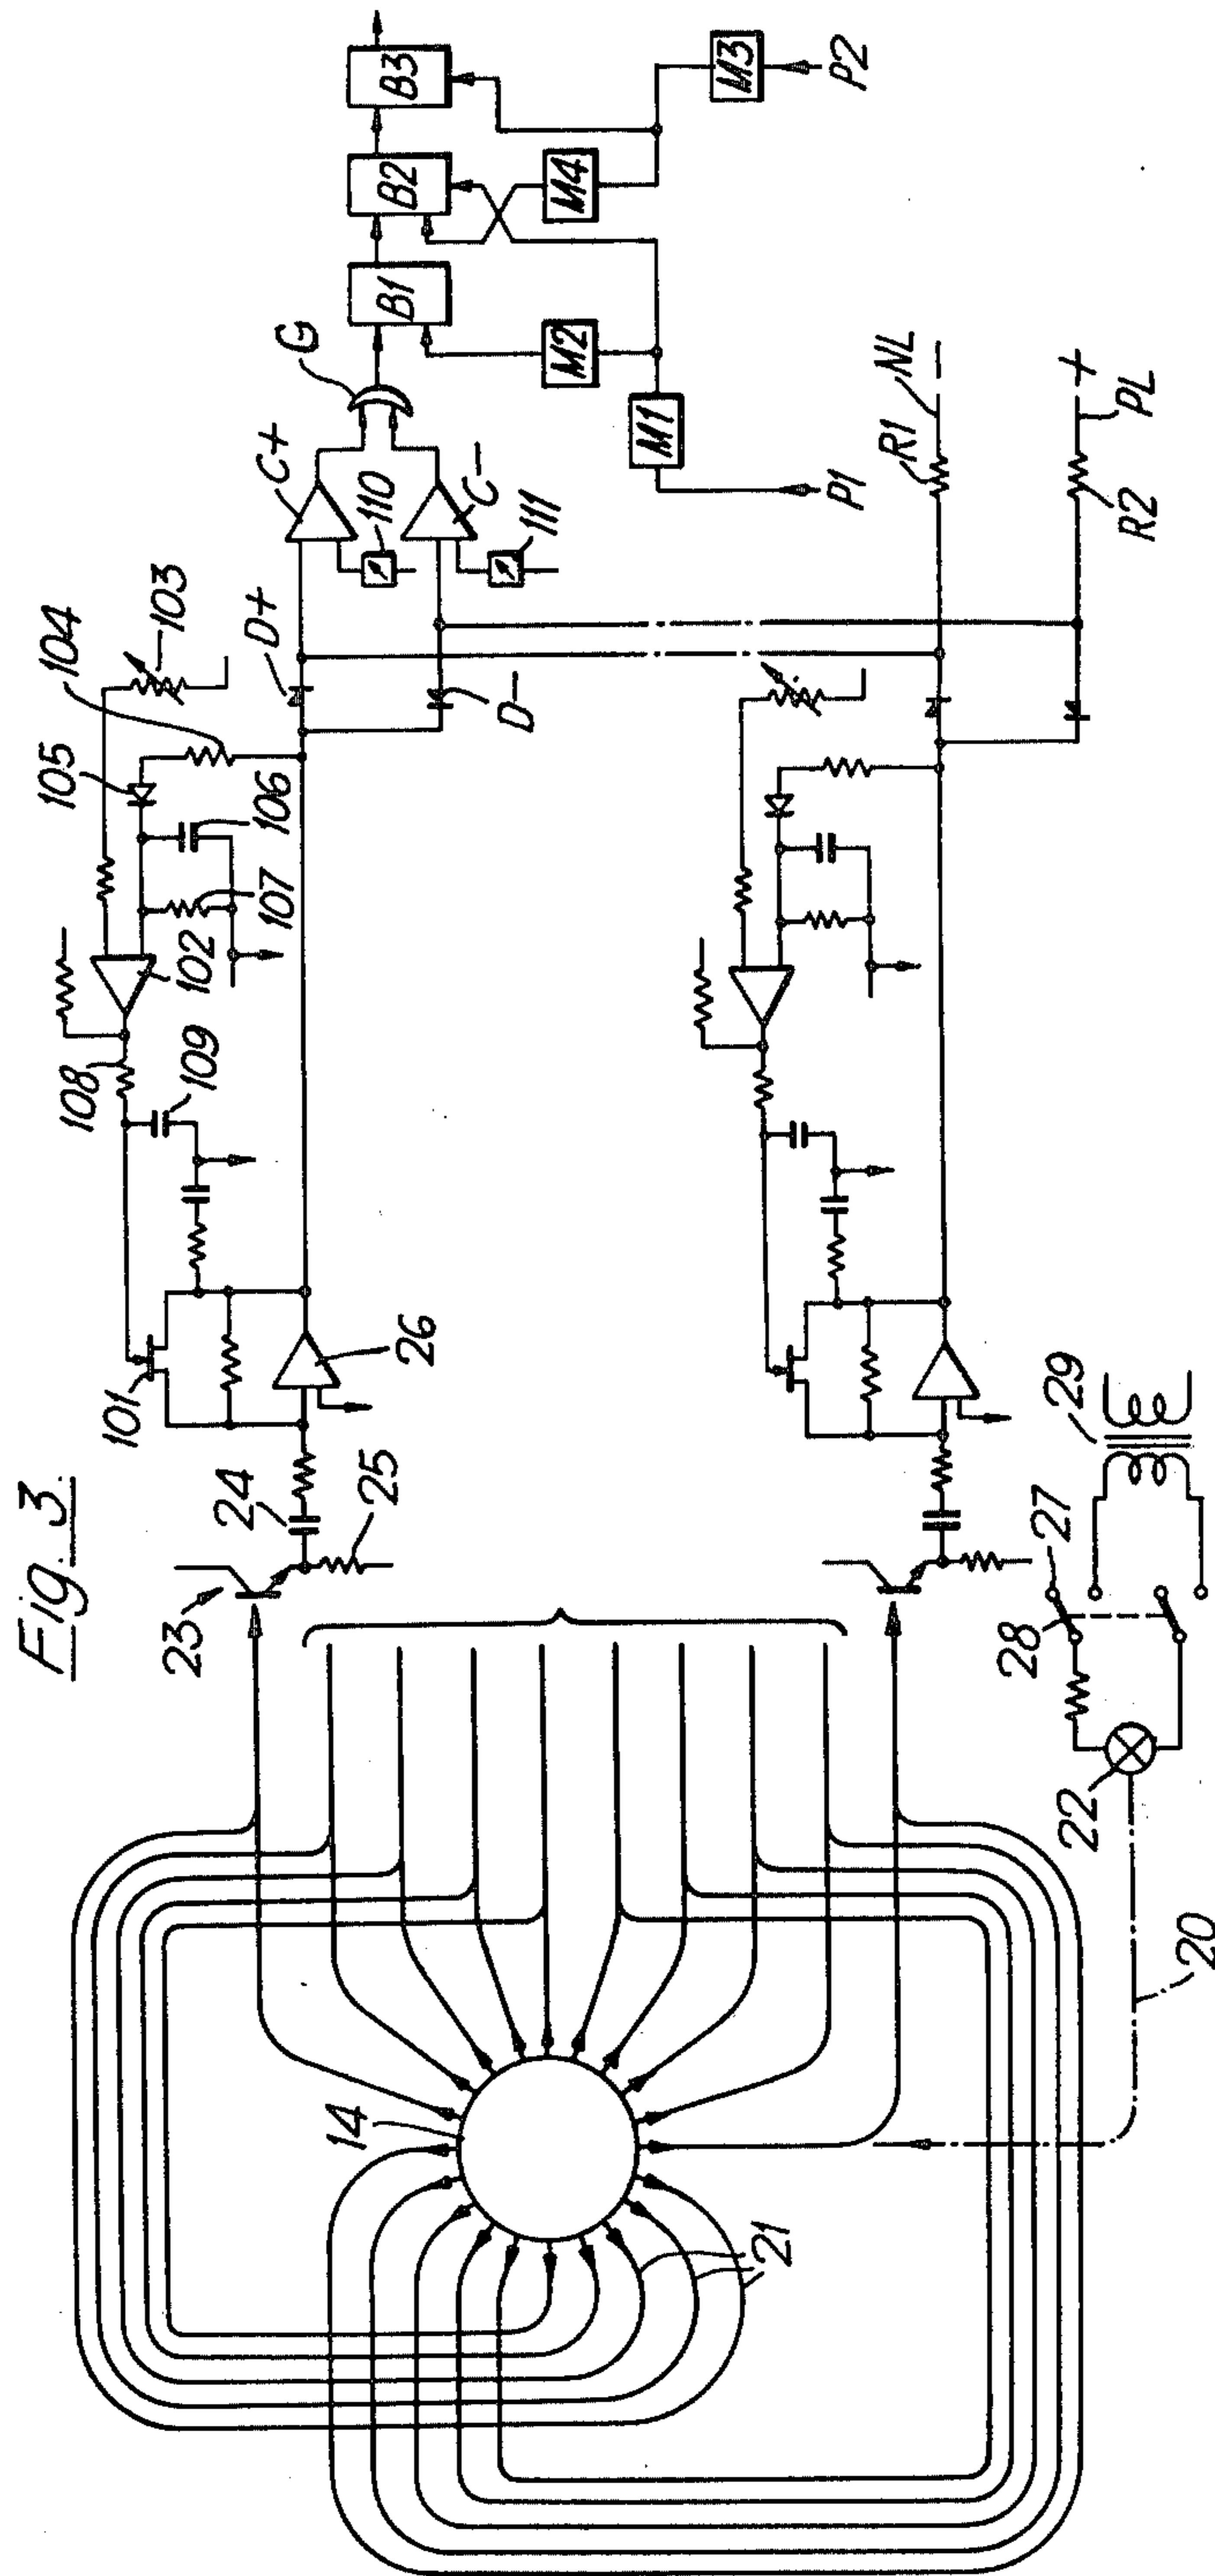 Fig. 3.
23
24
25
101
26
108
109
102
107
106
105
104
103
D+
D-
C+
110
C-
111
G
B1
B2
B3
M2
M4
M1
M3
P1
P2
R1
NL
-
R2
PL
+
14
21
20
22
28
27
29